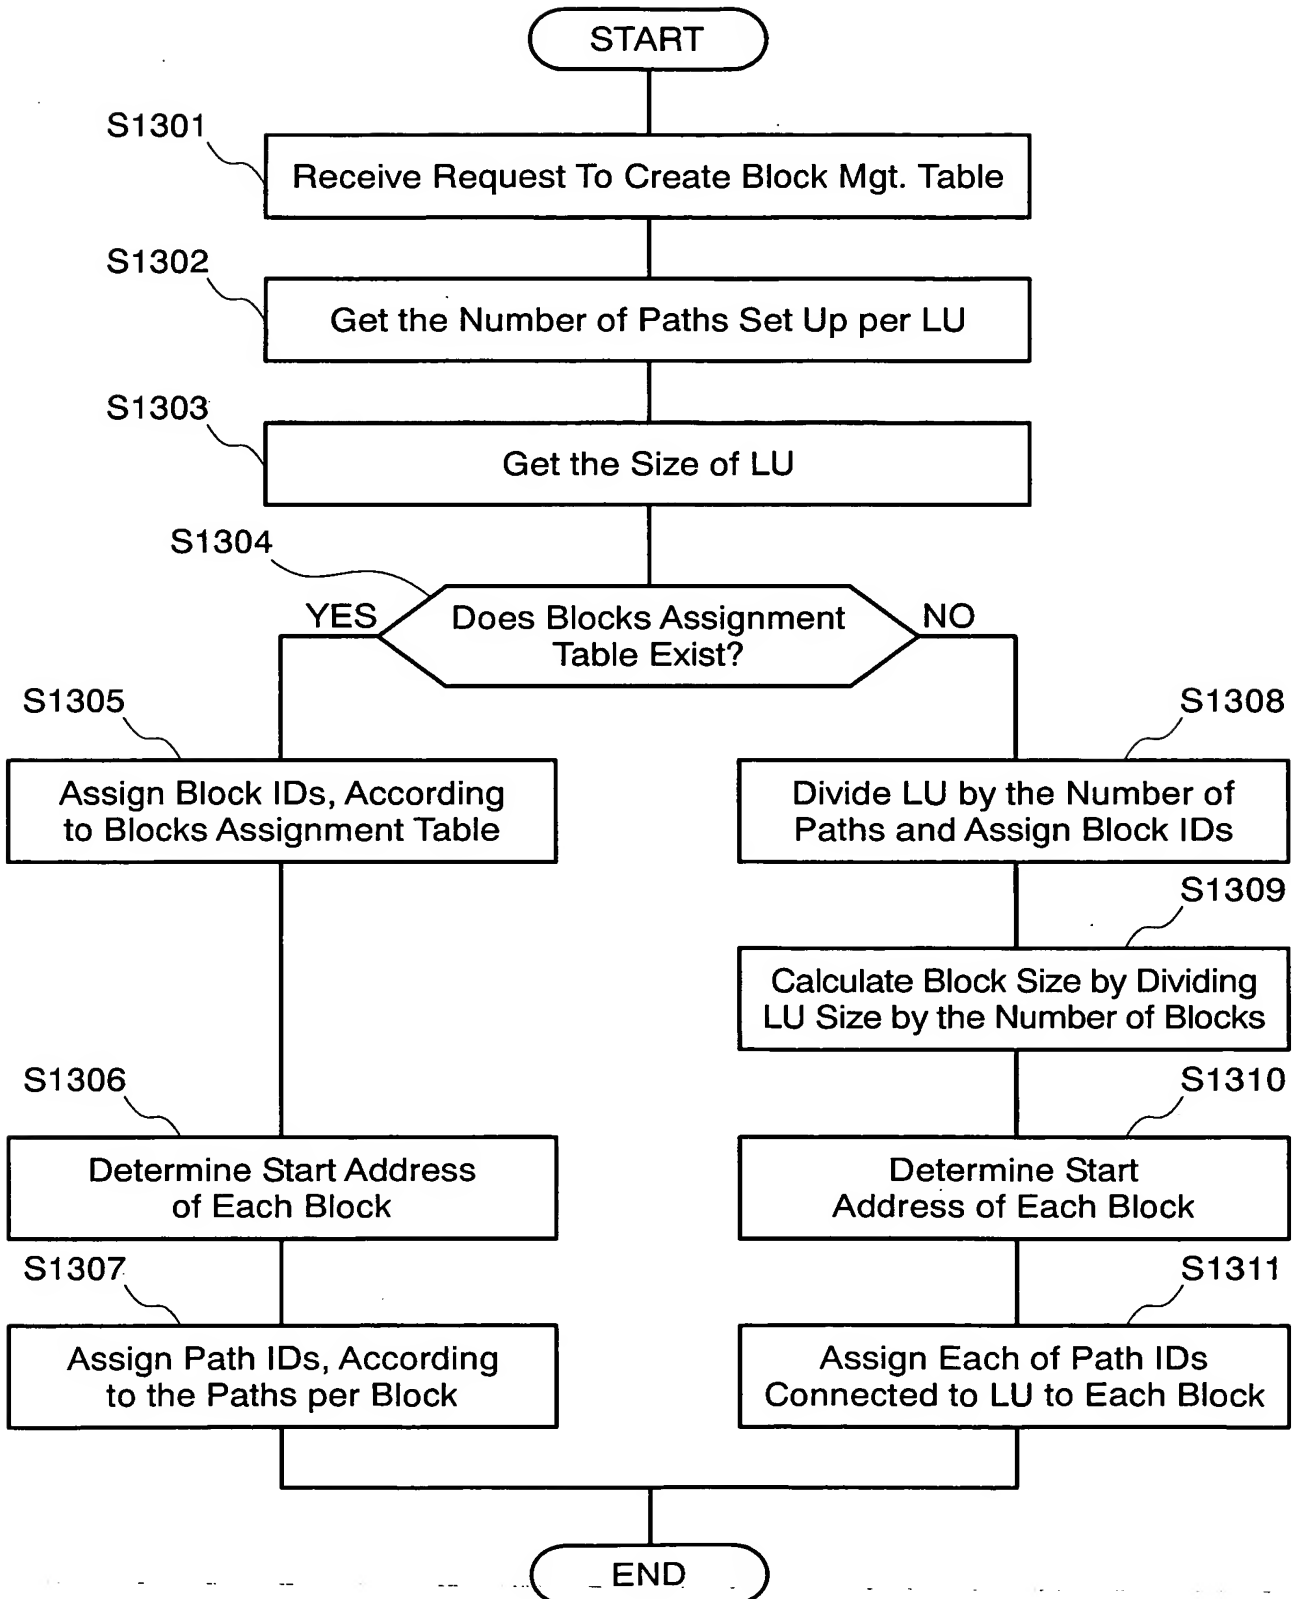 START
S1301
Receive Request To Create Block Mgt. Table
S1302
Get the Number of Paths Set Up per LU
S1303
Get the Size of LU
S1304
YES
Does Blocks Assignment
Table Exist?
NO
S1305
Assign Block IDs, According
to Blocks Assignment Table
S1308
Divide LU by the Number of
Paths and Assign Block IDs
S1309
Calculate Block Size by Dividing
LU Size by the Number of Blocks
S1306
Determine Start Address
of Each Block
S1310
Determine Start
Address of Each Block
S1307
Assign Path IDs, According
to the Paths per Block
S1311
Assign Each of Path IDs
Connected to LU to Each Block
END